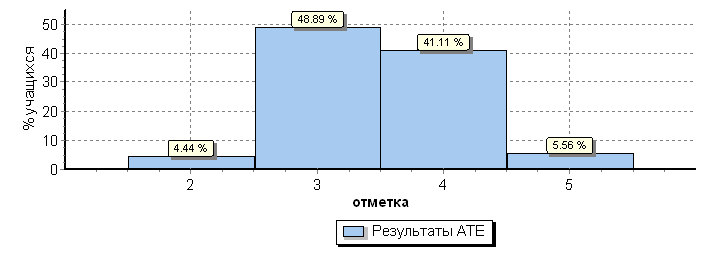 % учащихся
50
40
30
20
10
0
48.89 %
41.11 %
4.44 %
5.56 %
2 3 4 5
отметка
Результаты АТЕ